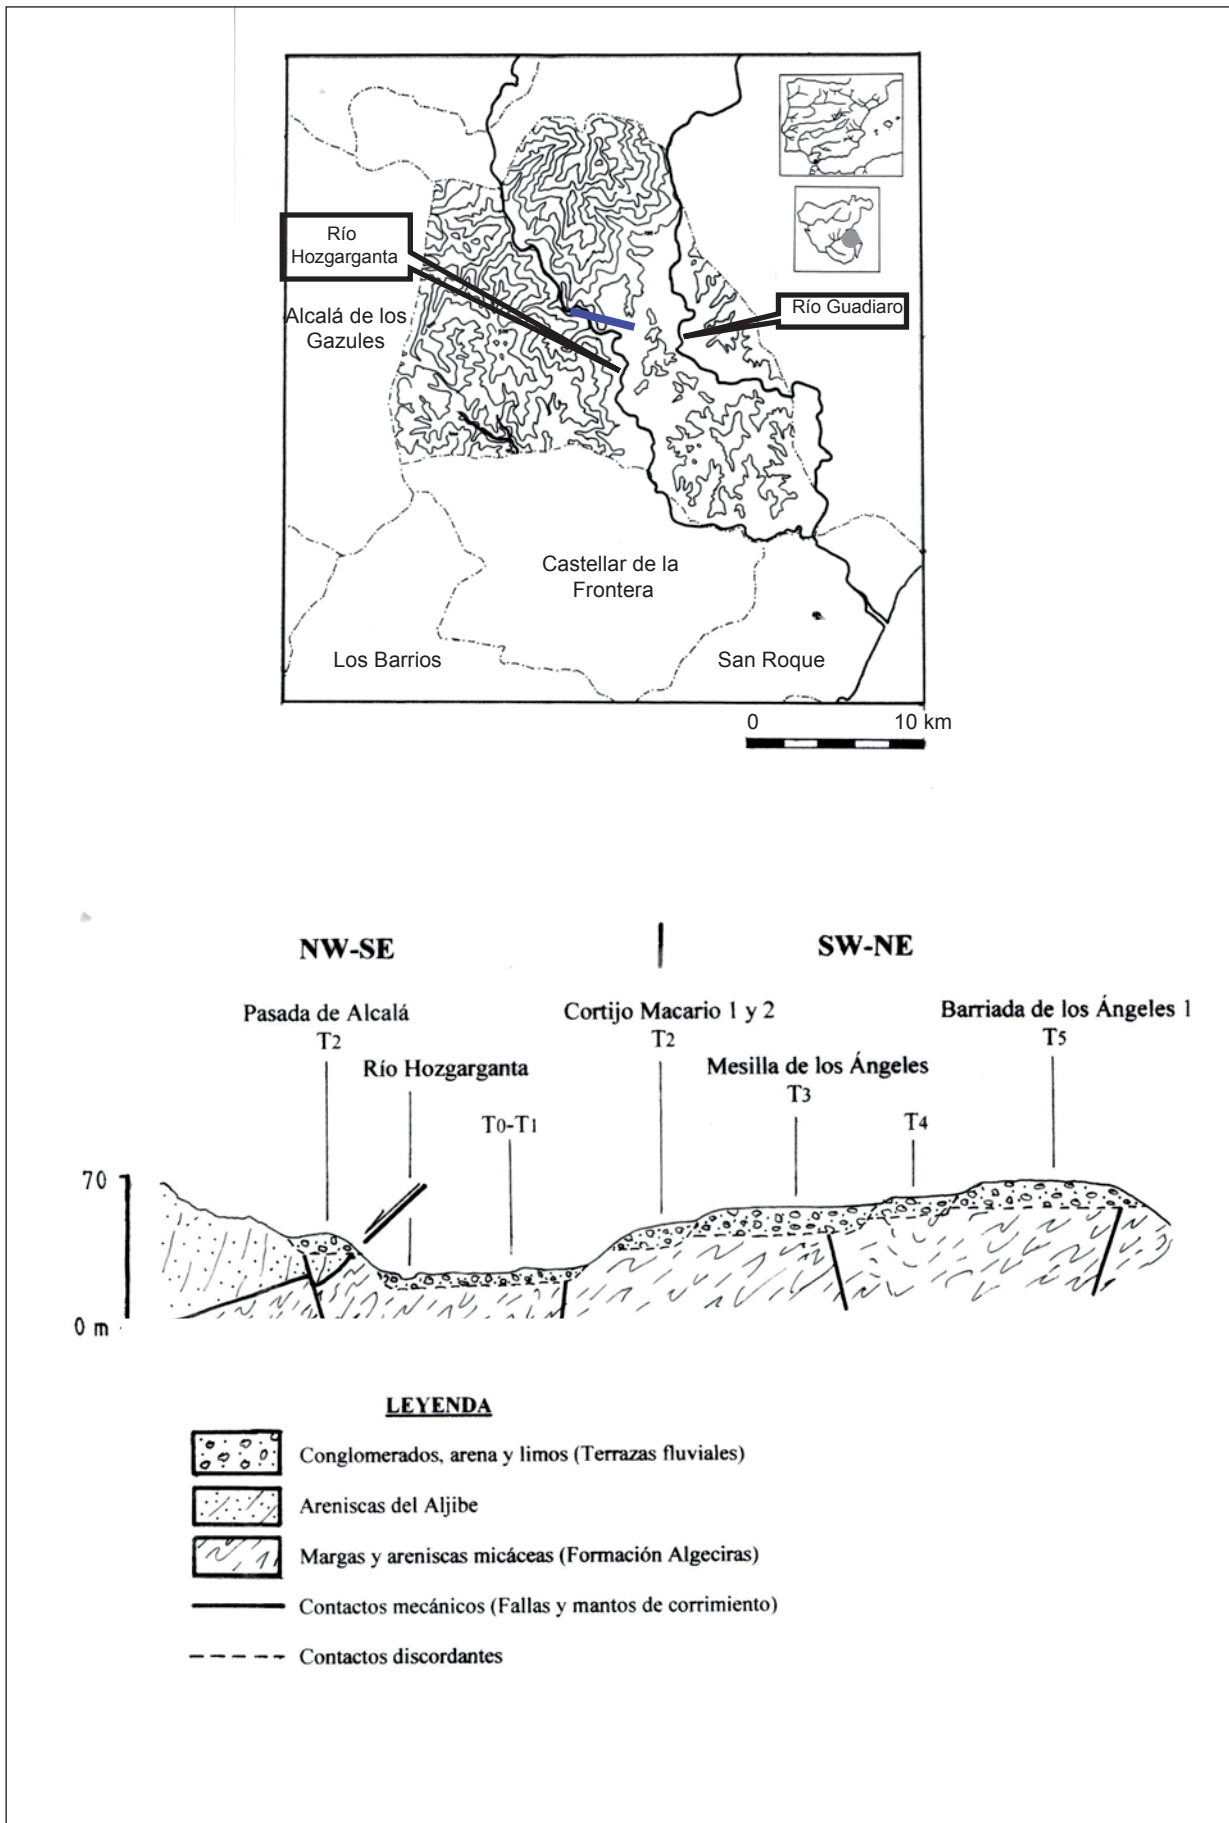 Río
Hozgarganta
Alcalá de los
Gazules
Río Guadiaro
Castellar de la
Frontera
Los Barrios
San Roque
0 10 km
NW-SE
SW-NE
Pasada de Alcalá
T2
Río Hozgarganta
T0-T1
Cortijo Macario 1 y 2
T2
Mesilla de los Ángeles
T3
T4
Barriada de los Ángeles 1
T5
70
0 m
LEYENDA
Conglomerados, arena y limos (Terrazas fluviales)
Areniscas del Aljibe
Margas y areniscas micáceas (Formación Algeciras)
Contactos mecánicos (Fallas y mantos de corrimiento)
Contactos discordantes